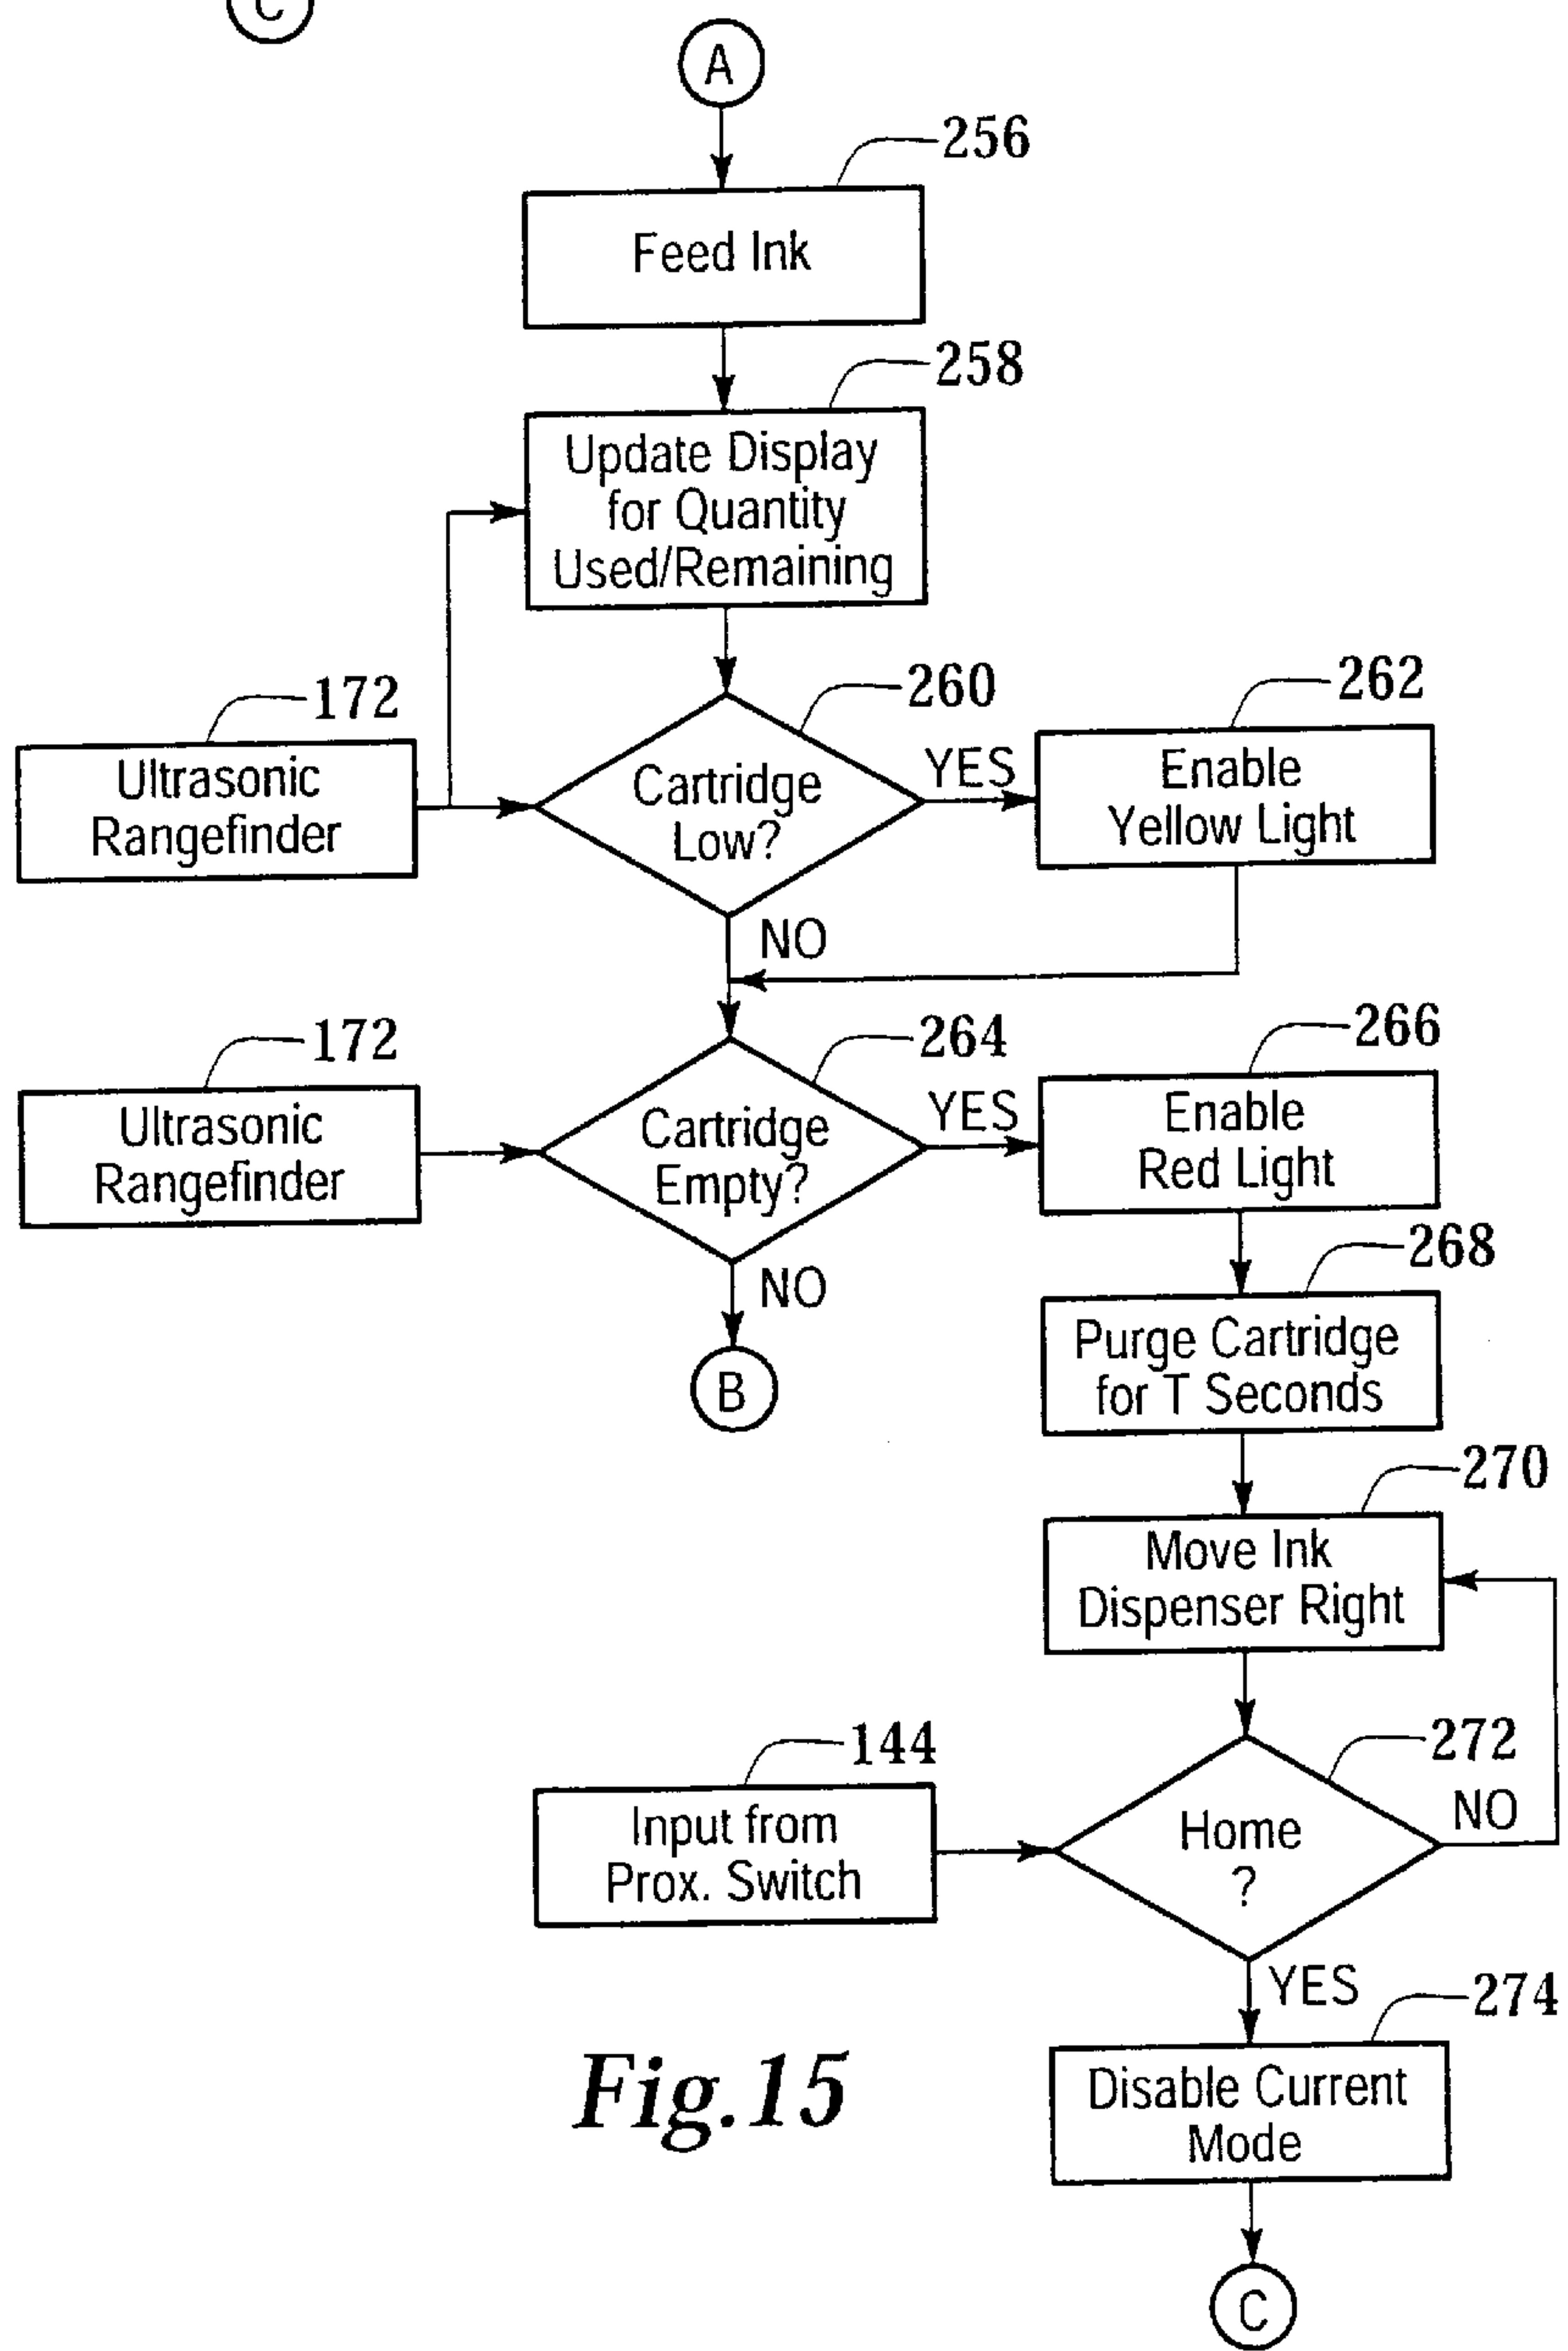 C
A
256
Feed Ink
258
Update Display
for Quantity
Used/Remaining
260
262
172
Ultrasonic
Rangefinder
Cartridge
Low?
YES
Enable
Yellow Light
NO
172
264
266
Ultrasonic
Rangefinder
Cartridge
Empty?
YES
Enable
Red Light
NO
268
Purge Cartridge
for T Seconds
B
270
Move Ink
Dispenser Right
144
272
Input from
Prox. Switch
Home
?
NO
YES
274
Disable Current
Mode
Fig.15
C